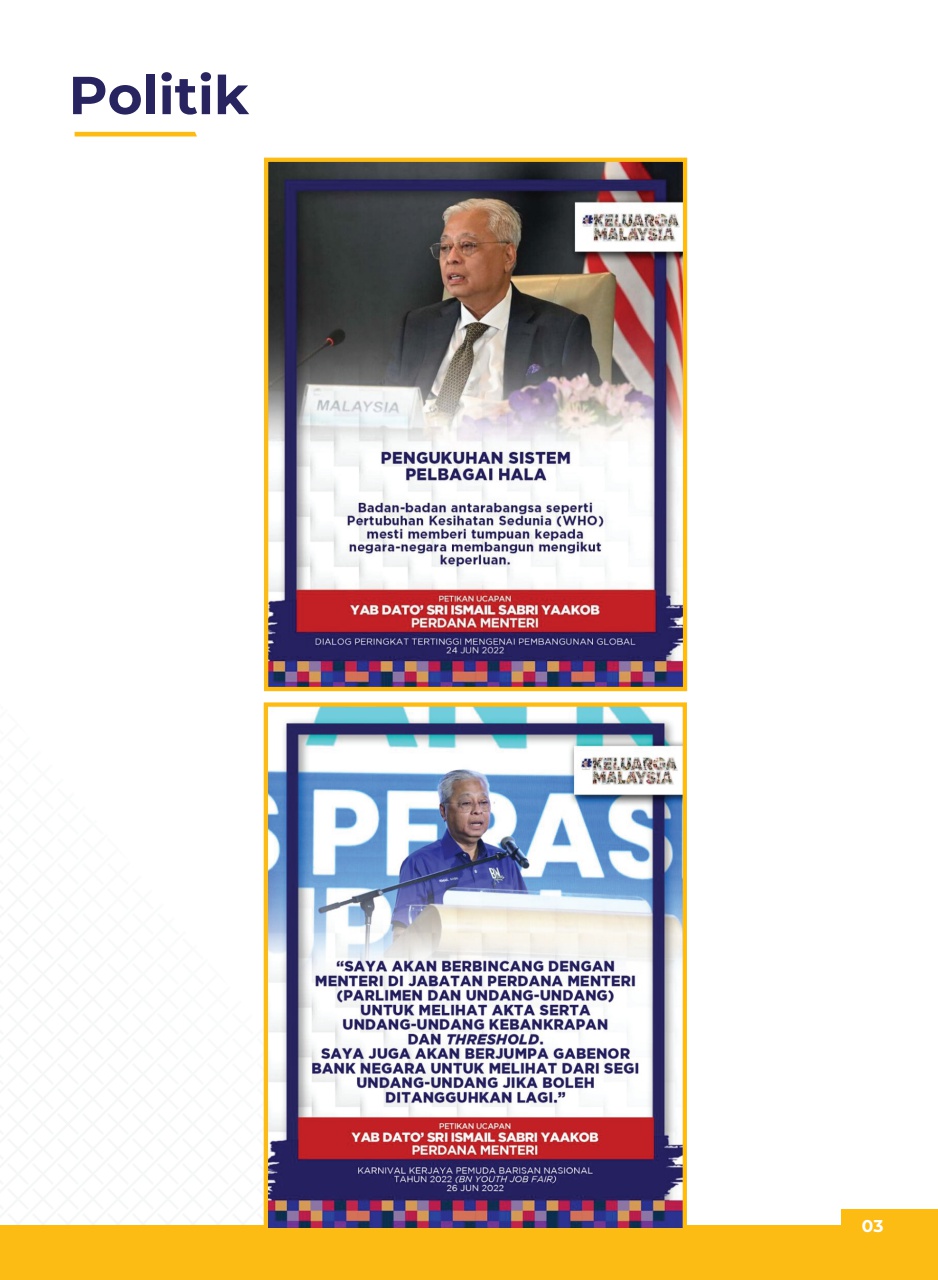 Politik
#KELUARGA
MALAYSIA
MALAYSIA
PENGUKUHAN SISTEM
PELBAGAI HALA
Badan-badan antarabangsa seperti
Pertubuhan Kesihatan Sedunia (WHO)
mesti memberi tumpuan kepada
negara-negara membangun mengikut
keperluan.
PETIKAN UCAPAN
YAB DATO’ SRI ISMAIL SABRI YAAKOB
PERDANA MENTERI
DIALOG PERINGKAT TERTINGGI MENGENAI PEMBANGUNAN GLOBAL
24 JUN 2022
AN K
#KELUARGA
MALAYSIA
S PERAS
BN
“SAYA AKAN BERBINCANG DENGAN
MENTERI DI JABATAN PERDANA MENTERI
(PARLIMEN DAN UNDANG-UNDANG)
UNTUK MELIHAT AKTA SERTA
UNDANG-UNDANG KEBANKRAPAN
DAN THRESHOLD.
SAYA JUGA AKAN BERJUMPA GABENOR
BANK NEGARA UNTUK MELIHAT DARI SEGI
UNDANG-UNDANG JIKA BOLEH
DITANGGUHKAN LAGI.”
PETIKAN UCAPAN
YAB DATO’ SRI ISMAIL SABRI YAAKOB
PERDANA MENTERI
KARNIVAL KERJAYA PEMUDA BARISAN NASIONAL
TAHUN 2022 (BN YOUTH JOB FAIR)
26 JUN 2022
03